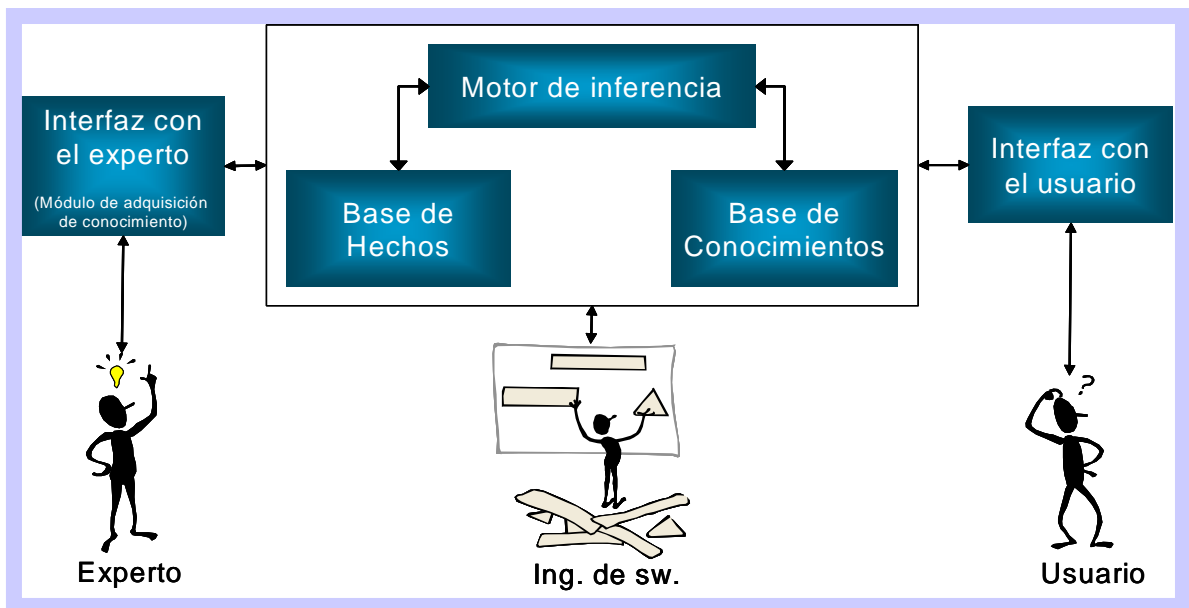 Motor de inferencia
Interfaz con
el experto
(Módulo de adquisición
de conocimiento)
Base de
Hechos
Base de
Conocimientos
Interfaz con
el usuario
?
Experto
Ing. de sw.
Usuario